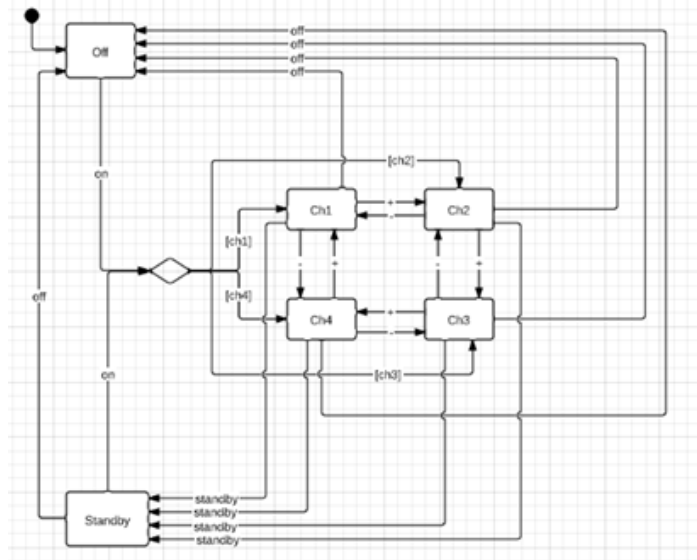 off
off
Off
off
off
[ch2]
on
Ch1
+
-
Ch2
[ch1]
-
+
-
+
off
[ch4]
Ch4
+
-
Ch3
on
[ch3]
standby
standby
Standby
standby
standby